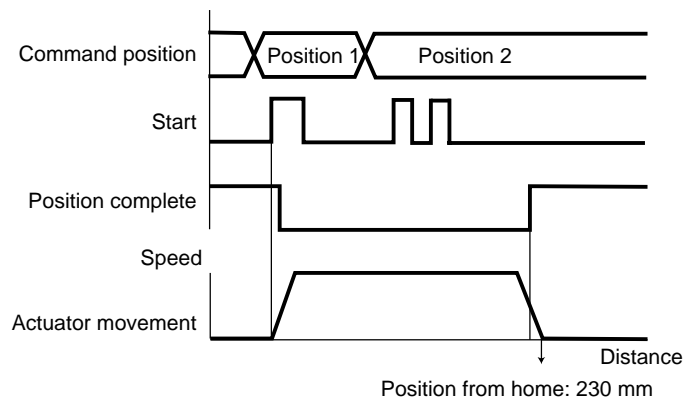 Command position
Position 1
Position 2
Start
Position complete
Speed
Actuator movement
Distance
Position from home: 230 mm